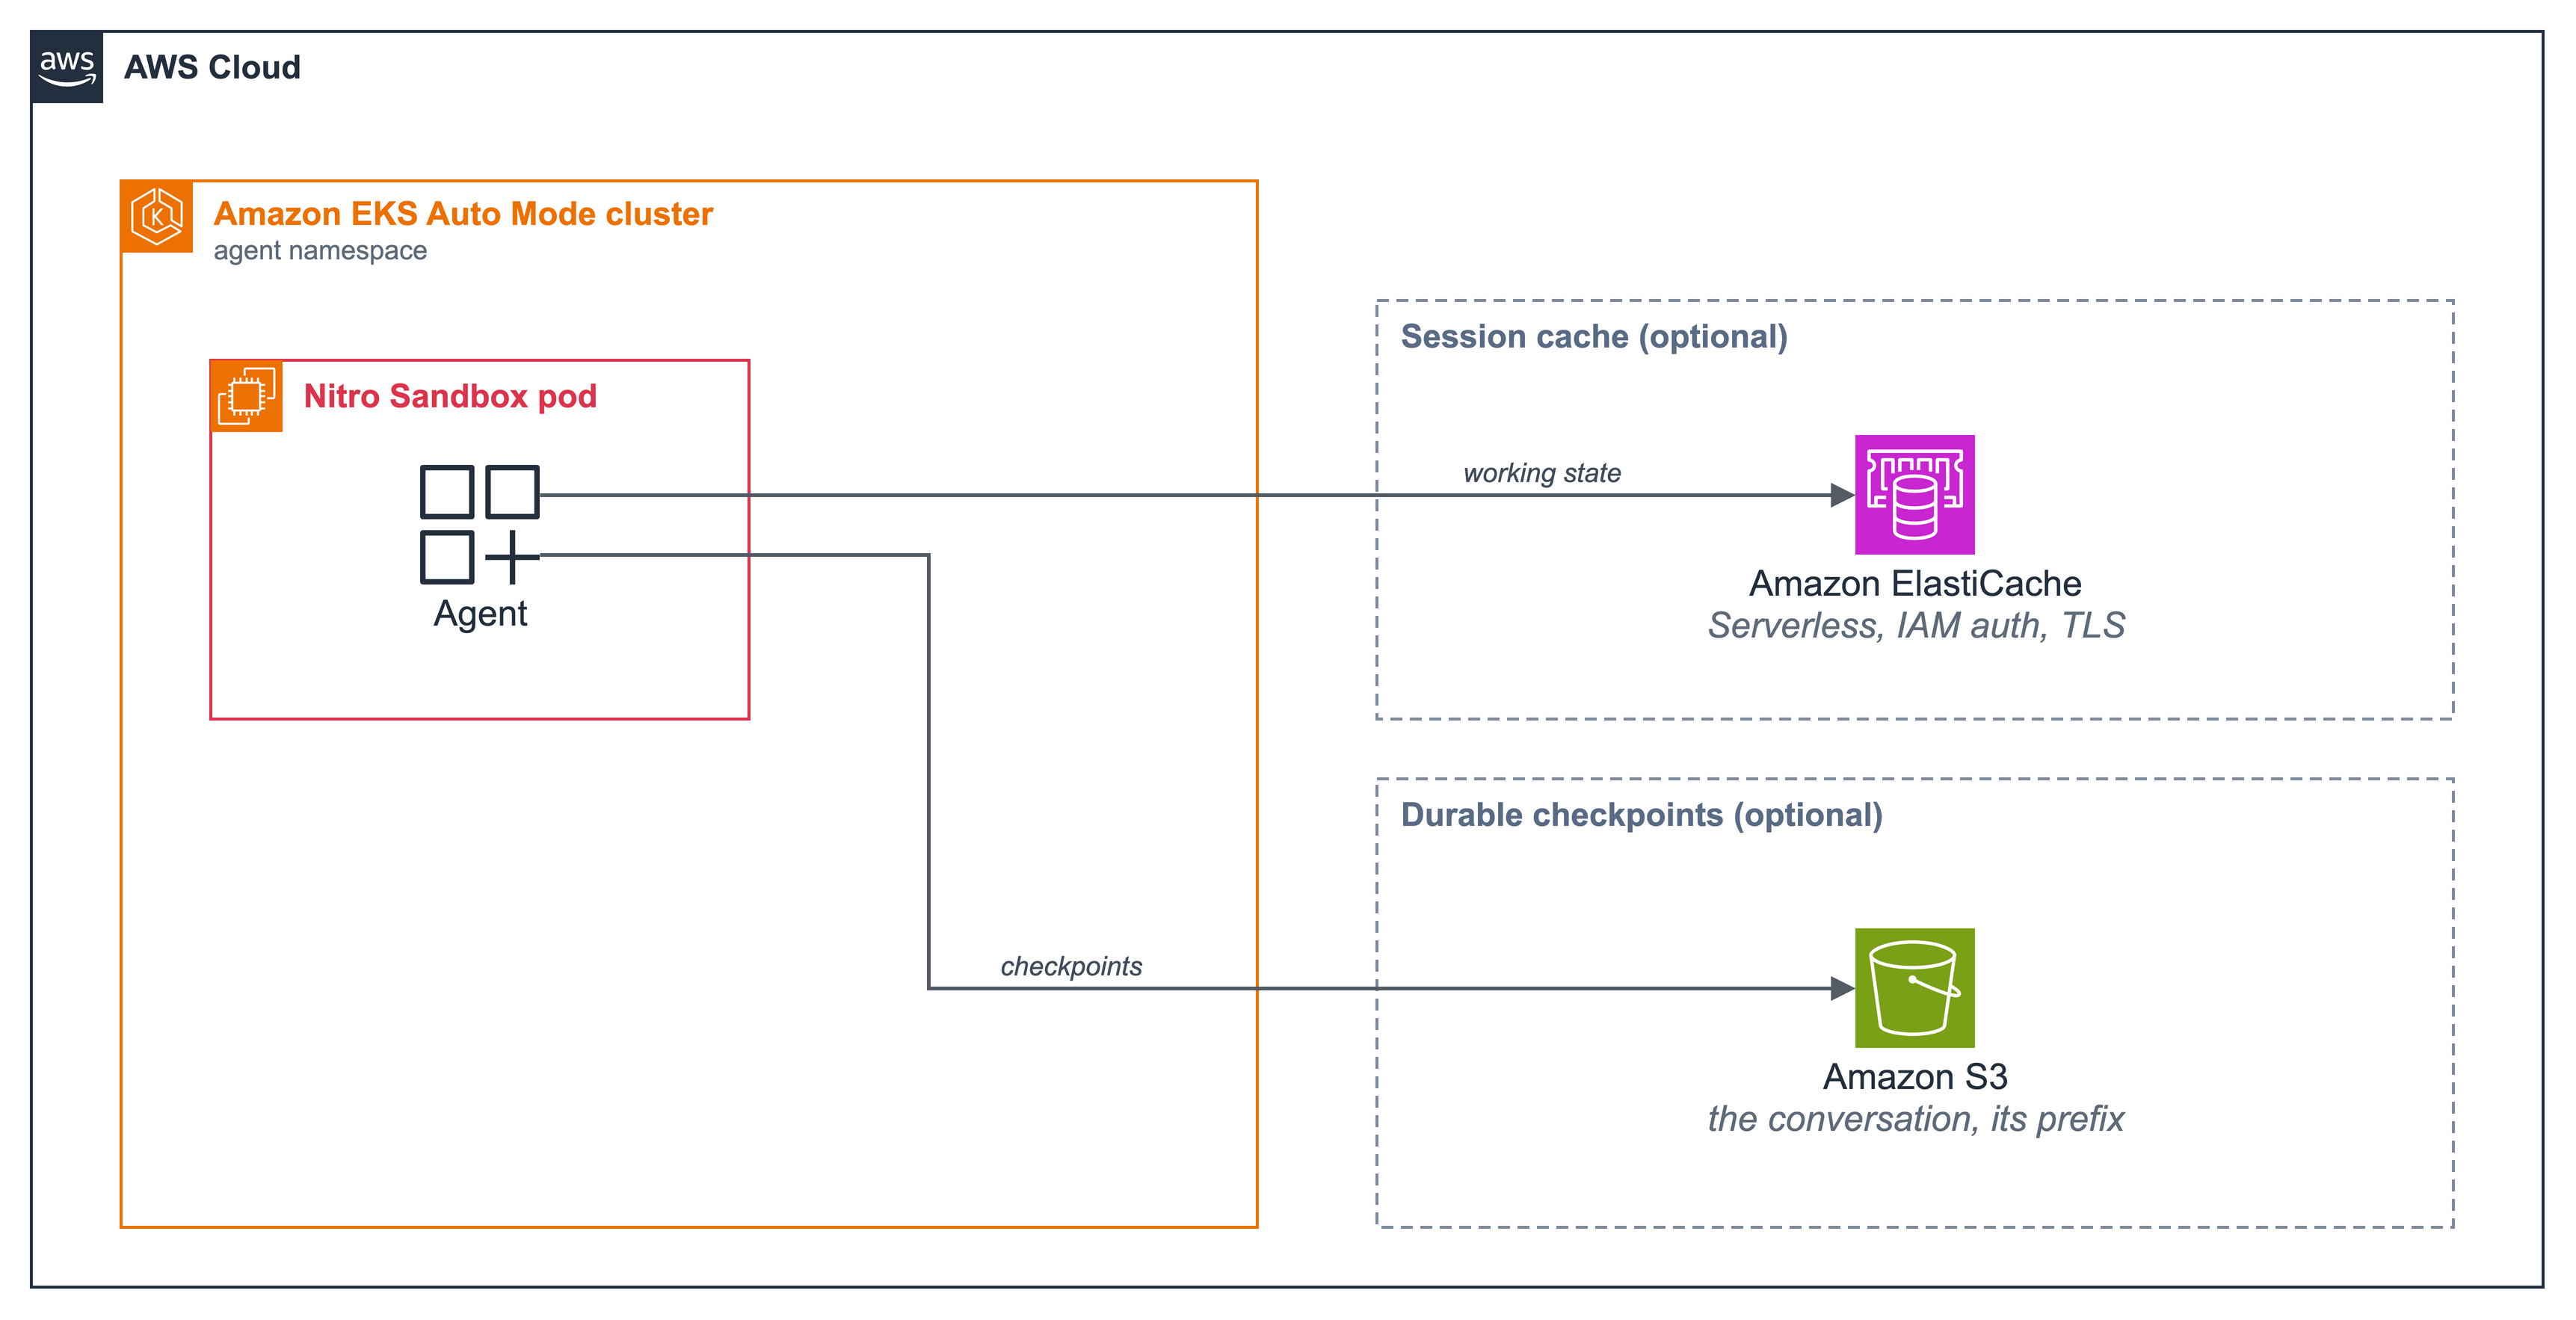 aws
AWS Cloud
Amazon EKS Auto Mode cluster
agent namespace
Nitro Sandbox pod
Agent
Session cache (optional)
working state
Amazon ElastiCache
Serverless, IAM auth, TLS
Durable checkpoints (optional)
checkpoints
Amazon S3
the conversation, its prefix